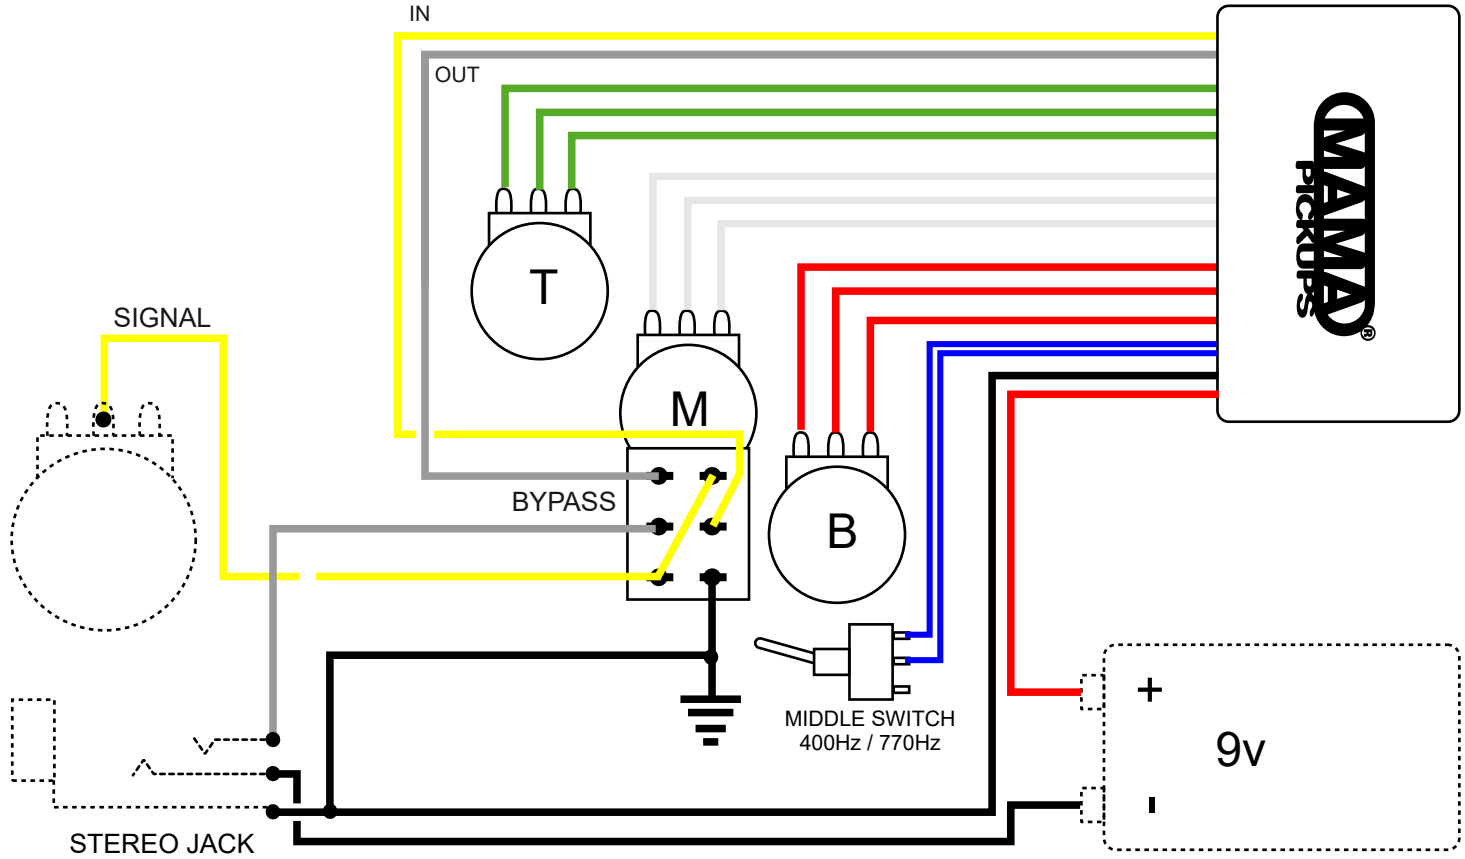 IN
OUT
MAMA
PICKUPS
®
T
SIGNAL
M
BYPASS
B
MIDDLE SWITCH
400Hz / 770Hz
+
9v
-
STEREO JACK